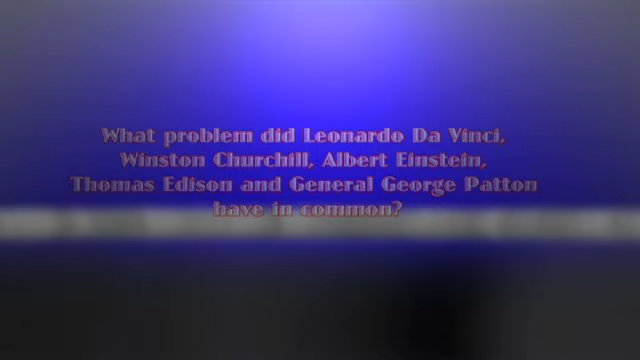 What problem did Leonardo Da Vinci,
Winston Churchill, Albert Einstein,
Thomas Edison and General George Patton
have in common?